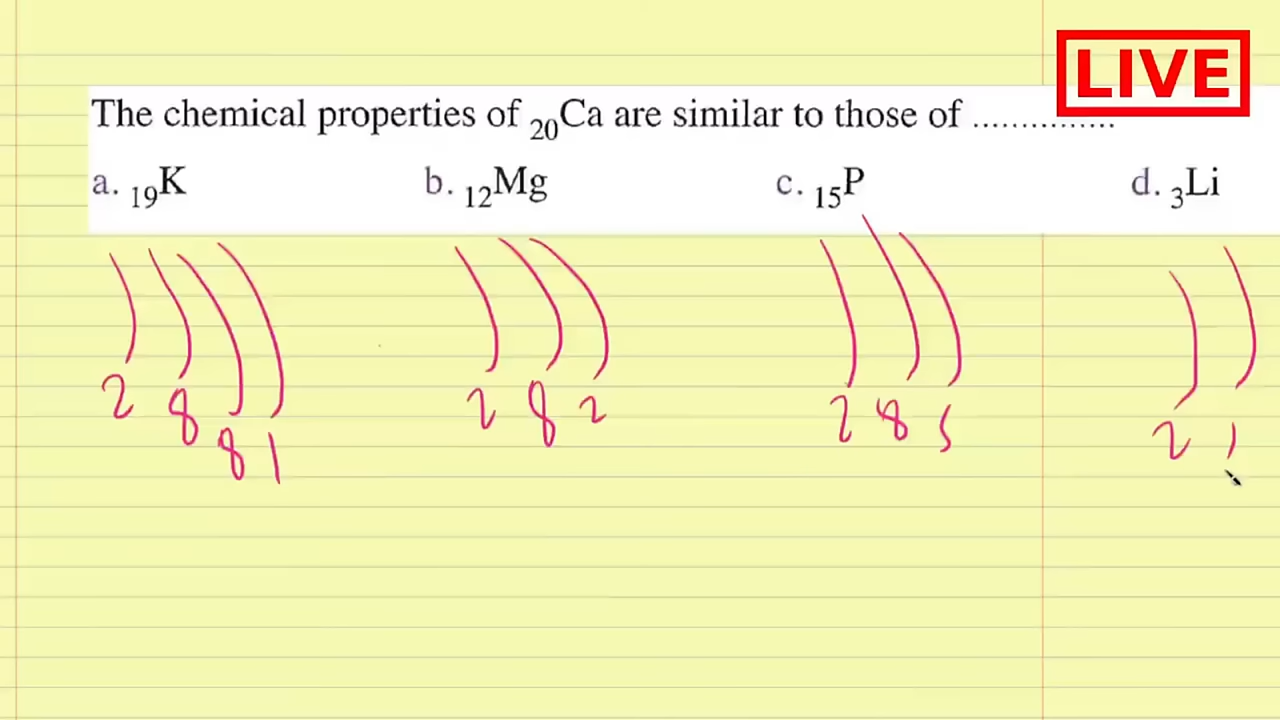 LIVE
The chemical properties of ₂₀Ca are similar to those of ...............
a. ₁₉K b. ₁₂Mg c. ₁₅P d. ₃Li
2 8 8 1 2 8 2 2 8 5 2 1